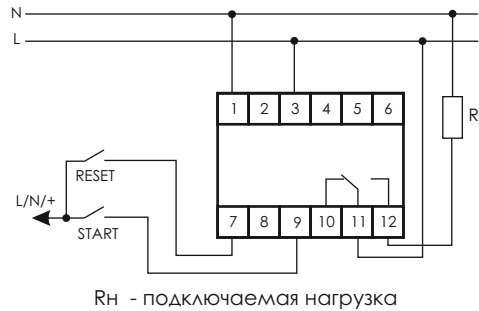 N
L
1 2 3 4 5 6
R
RESET
L/N/+
START
7 8 9 10 11 12
Rн - подключаемая нагрузка